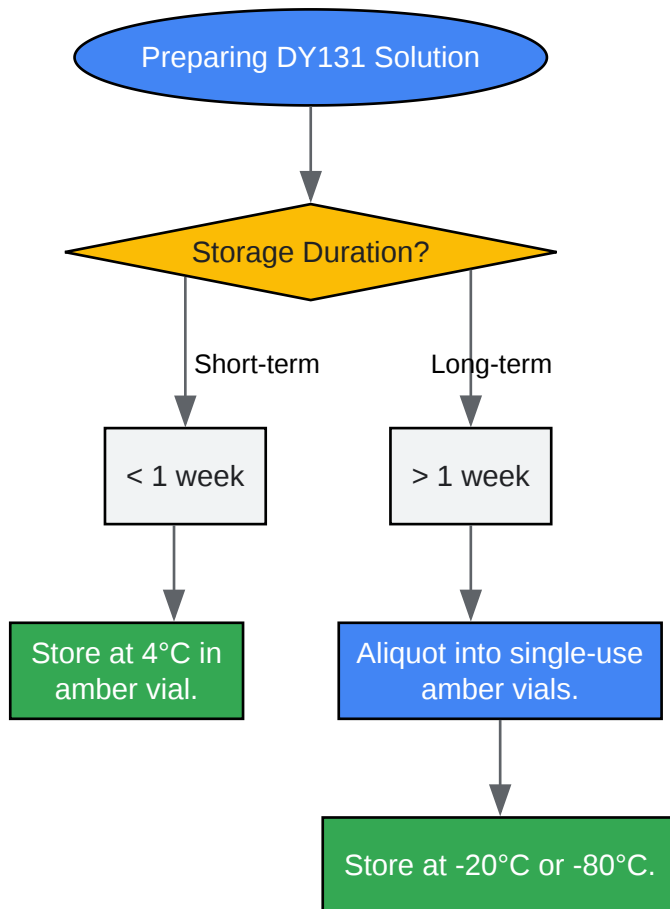 Preparing DY131 Solution
Storage Duration?
Short-term
Long-term
< 1 week
> 1 week
Store at 4°C in
amber vial.
Aliquot into single-use
amber vials.
Store at -20°C or -80°C.